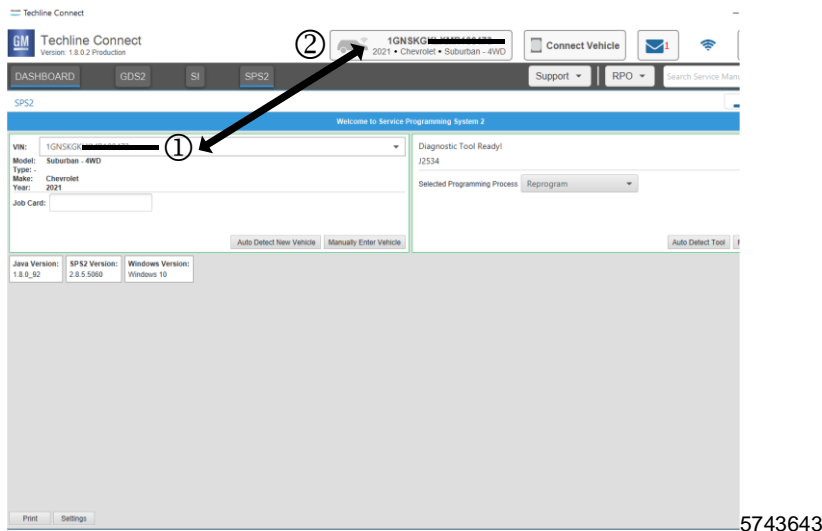 Techline Connect
GM Techline Connect
Version: 1.8.0.2 Production
②
2021 • Chevrolet • Suburban - 4WD
Connect Vehicle
1
DASHBOARD GDS2 SI SPS2 Support RPO Search Service Manu
SPS2
Welcome to Service Programming System 2
VIN: 1GNSKGK
①
Model: Suburban - 4WD
Type: -
Make: Chevrolet
Year: 2021
Job Card:
Auto Detect New Vehicle Manually Enter Vehicle
Diagnostic Tool Ready!
J2534
Selected Programming Process Reprogram
Auto Detect Tool
Java Version: SPS2 Version: Windows Version:
1.8.0_92 2.8.5.5060 Windows 10
Print Settings
5743643